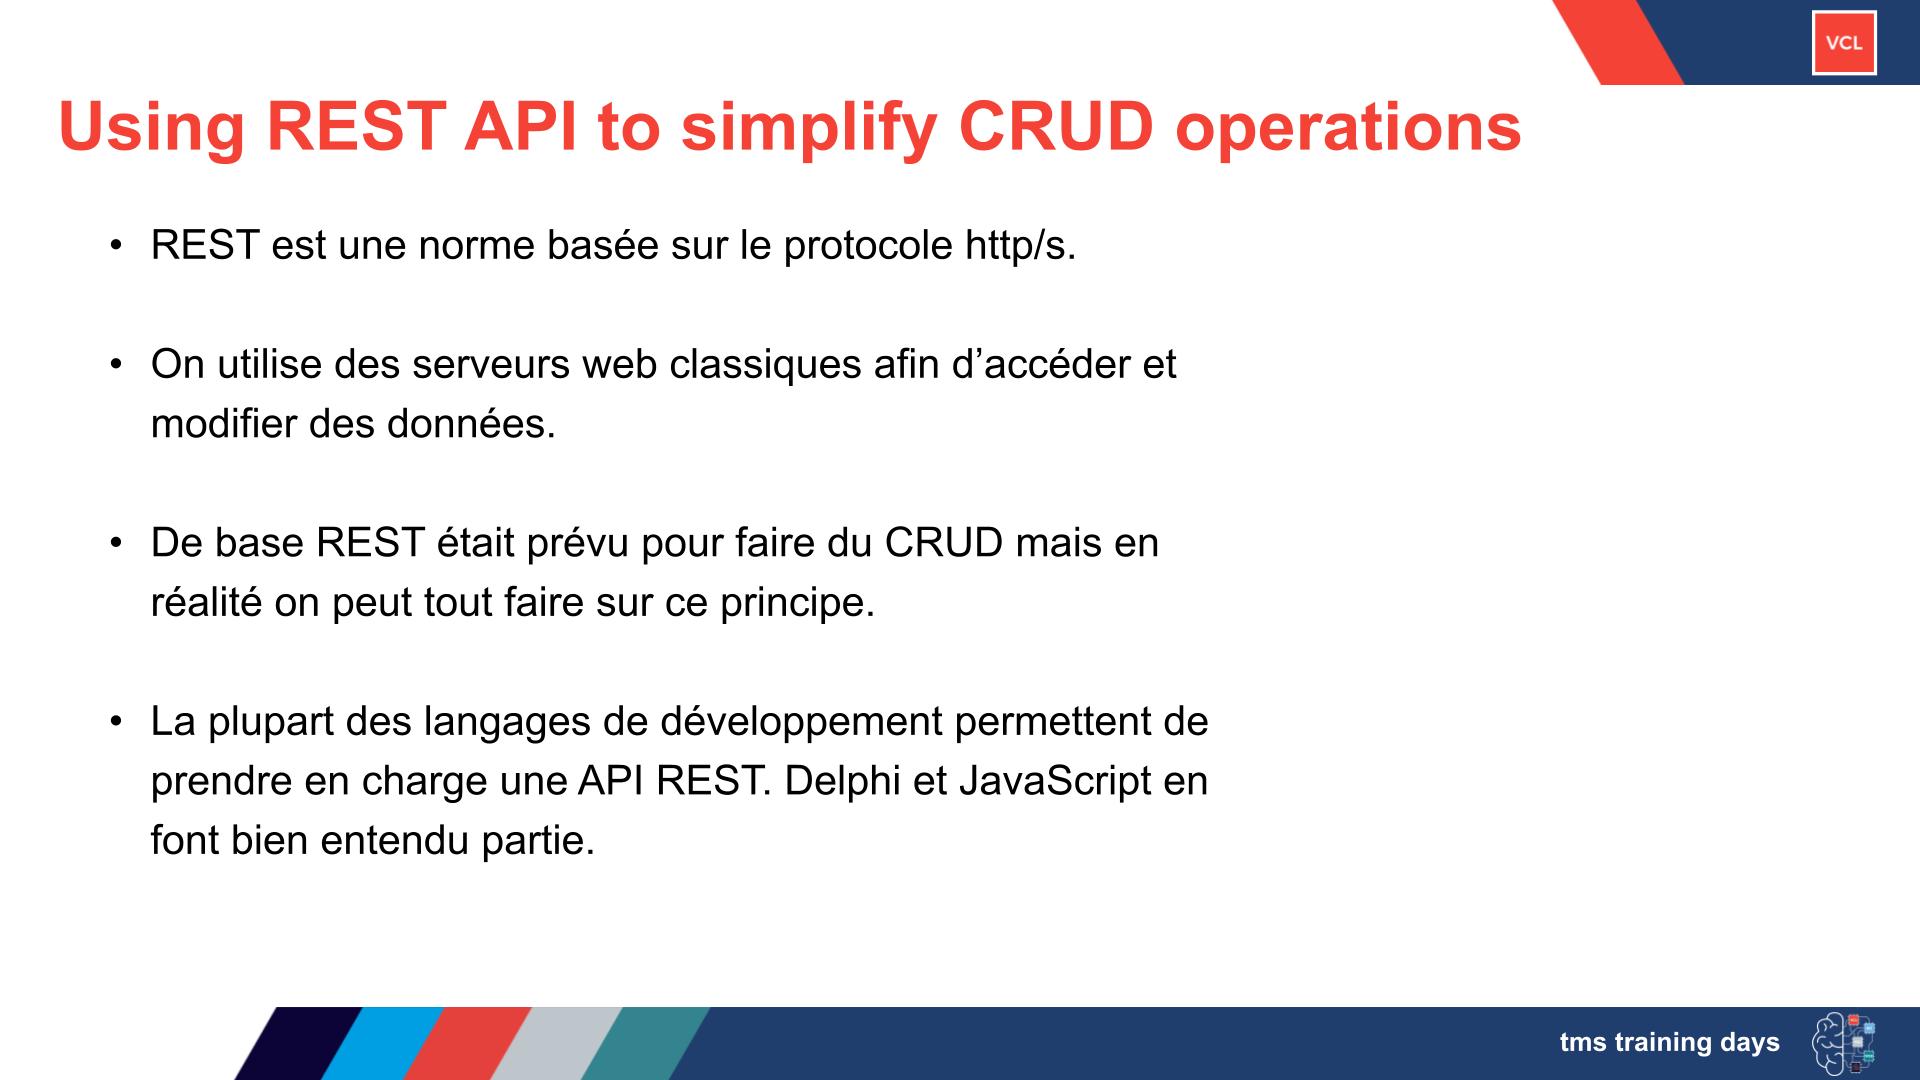 VCL
Using REST API to simplify CRUD operations
• REST est une norme basée sur le protocole http/s.
• On utilise des serveurs web classiques afin d’accéder et
modifier des données.
• De base REST était prévu pour faire du CRUD mais en
réalité on peut tout faire sur ce principe.
• La plupart des langages de développement permettent de
prendre en charge une API REST. Delphi et JavaScript en
font bien entendu partie.
tms training days